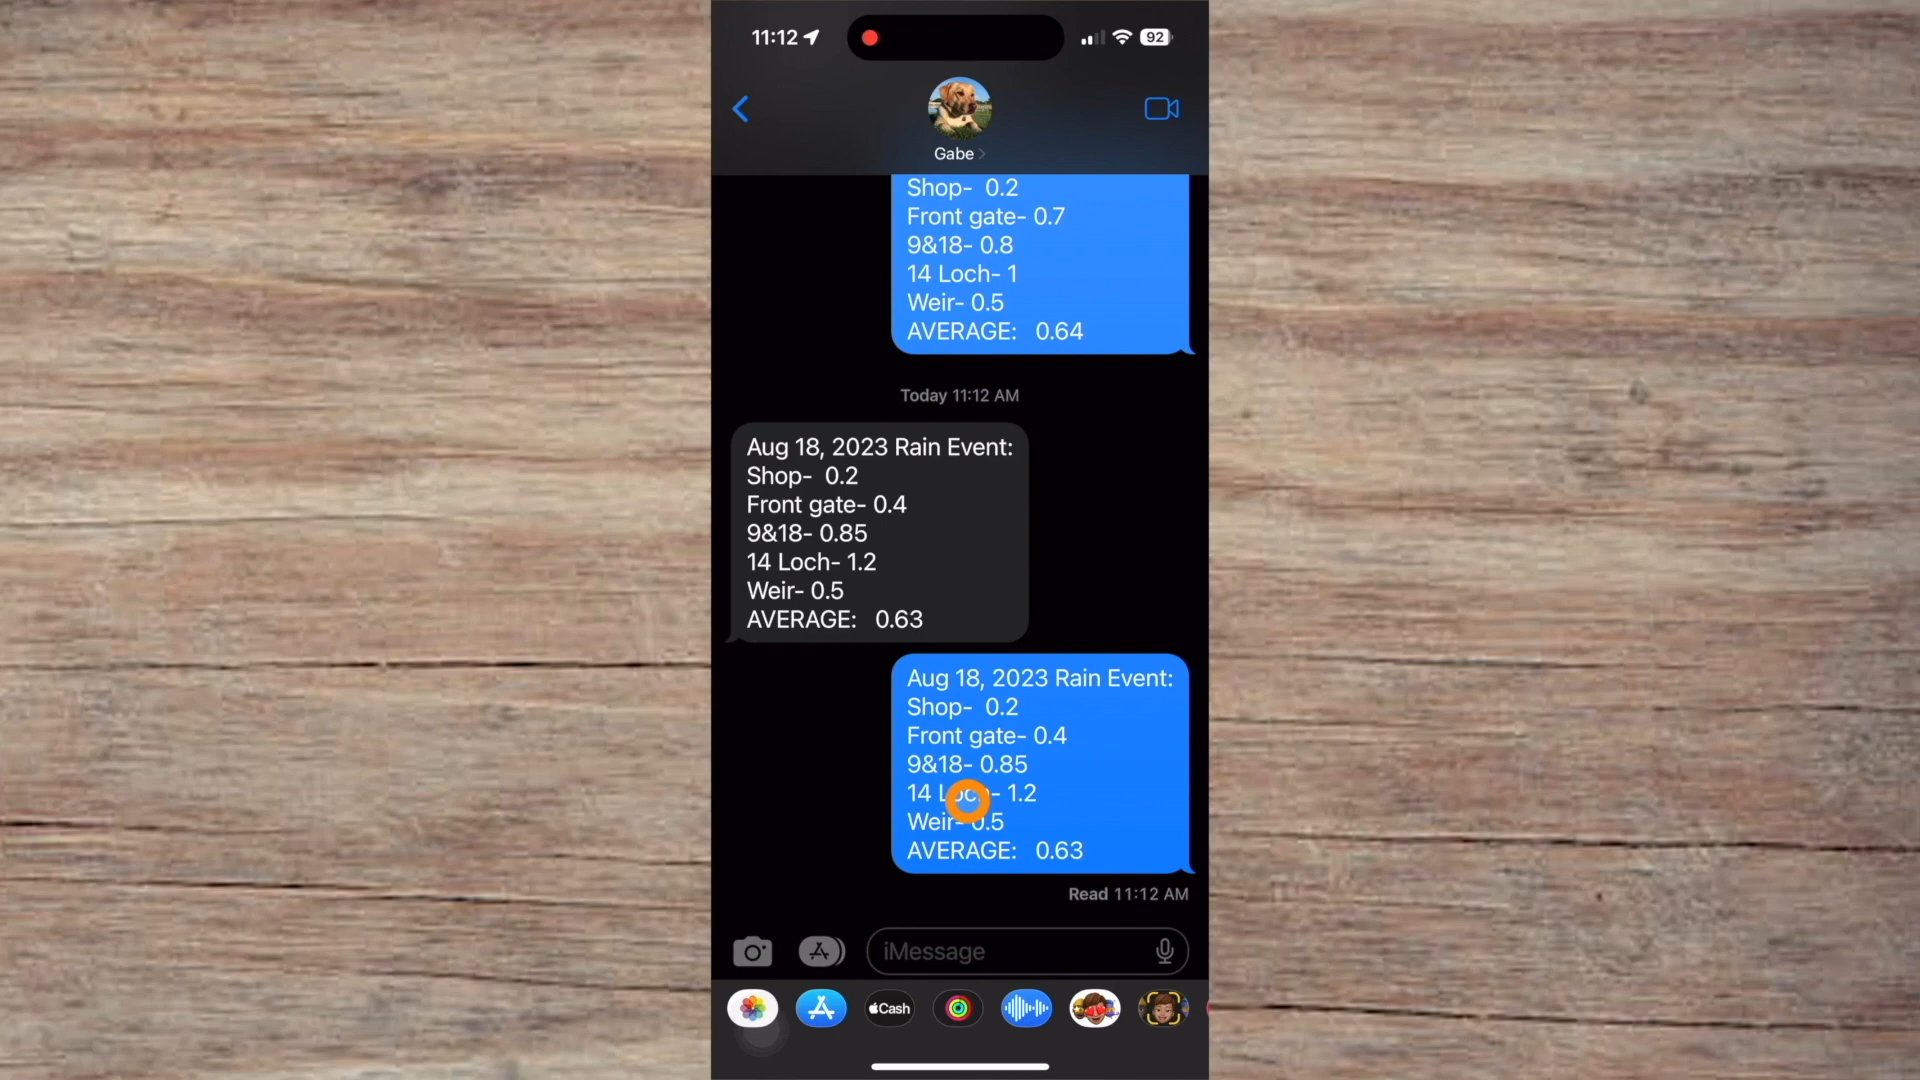 11:12
92
Gabe
Shop-  0.2
Front gate- 0.7
9&18- 0.8
14 Loch- 1
Weir- 0.5
AVERAGE:   0.64
Today 11:12 AM
Aug 18, 2023 Rain Event:
Shop-  0.2
Front gate- 0.4
9&18- 0.85
14 Loch- 1.2
Weir- 0.5
AVERAGE:   0.63
Aug 18, 2023 Rain Event:
Shop-  0.2
Front gate- 0.4
9&18- 0.85
14 Loch- 1.2
Weir- 0.5
AVERAGE:   0.63
Read 11:12 AM
iMessage
Cash